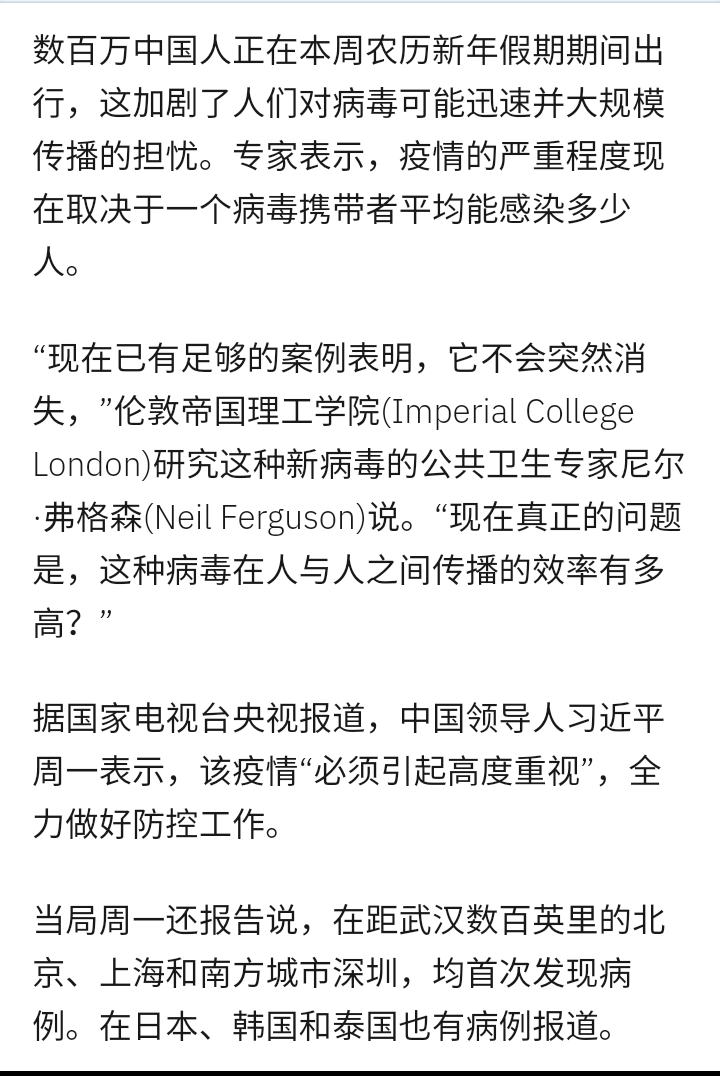 数百万中国人正在本周农历新年假期期间出
行，这加剧了人们对病毒可能迅速并大规模
传播的担忧。专家表示，疫情的严重程度现
在取决于一个病毒携带者平均能感染多少
人。
“现在已有足够的案例表明，它不会突然消
失，”伦敦帝国理工学院(Imperial College
London)研究这种新病毒的公共卫生专家尼尔
·弗格森(Neil Ferguson)说。“现在真正的问题
是，这种病毒在人与人之间传播的效率有多
高？”
据国家电视台央视报道，中国领导人习近平
周一表示，该疫情“必须引起高度重视”，全
力做好防控工作。
当局周一还报告说，在距武汉数百英里的北
京、上海和南方城市深圳，均首次发现病
例。在日本、韩国和泰国也有病例报道。